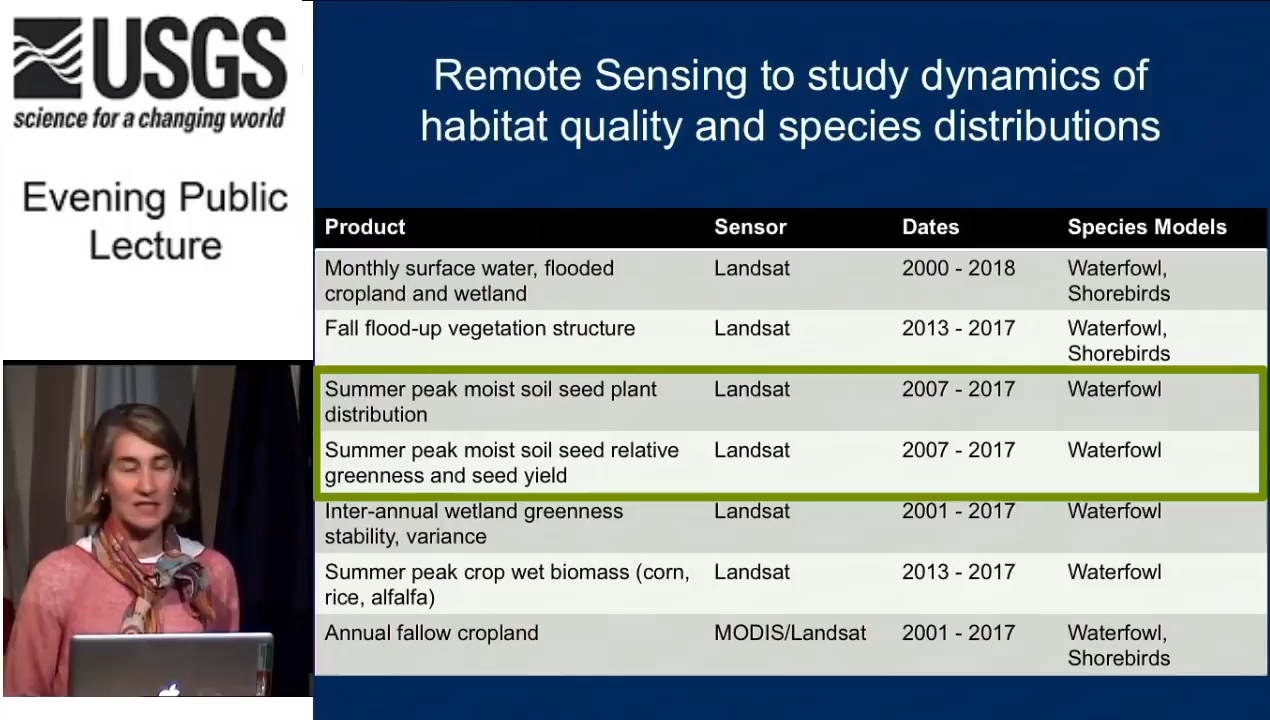 USGS
science for a changing world
Evening Public
Lecture
Remote Sensing to study dynamics of
habitat quality and species distributions
Product Sensor Dates Species Models
Monthly surface water, flooded Landsat 2000 - 2018 Waterfowl,
cropland and wetland Shorebirds
Fall flood-up vegetation structure Landsat 2013 - 2017 Waterfowl,
Shorebirds
Summer peak moist soil seed plant Landsat 2007 - 2017 Waterfowl
distribution
Summer peak moist soil seed relative Landsat 2007 - 2017 Waterfowl
greenness and seed yield
Inter-annual wetland greenness Landsat 2001 - 2017 Waterfowl
stability, variance
Summer peak crop wet biomass (corn, Landsat 2013 - 2017 Waterfowl
rice, alfalfa)
Annual fallow cropland MODIS/Landsat 2001 - 2017 Waterfowl,
Shorebirds